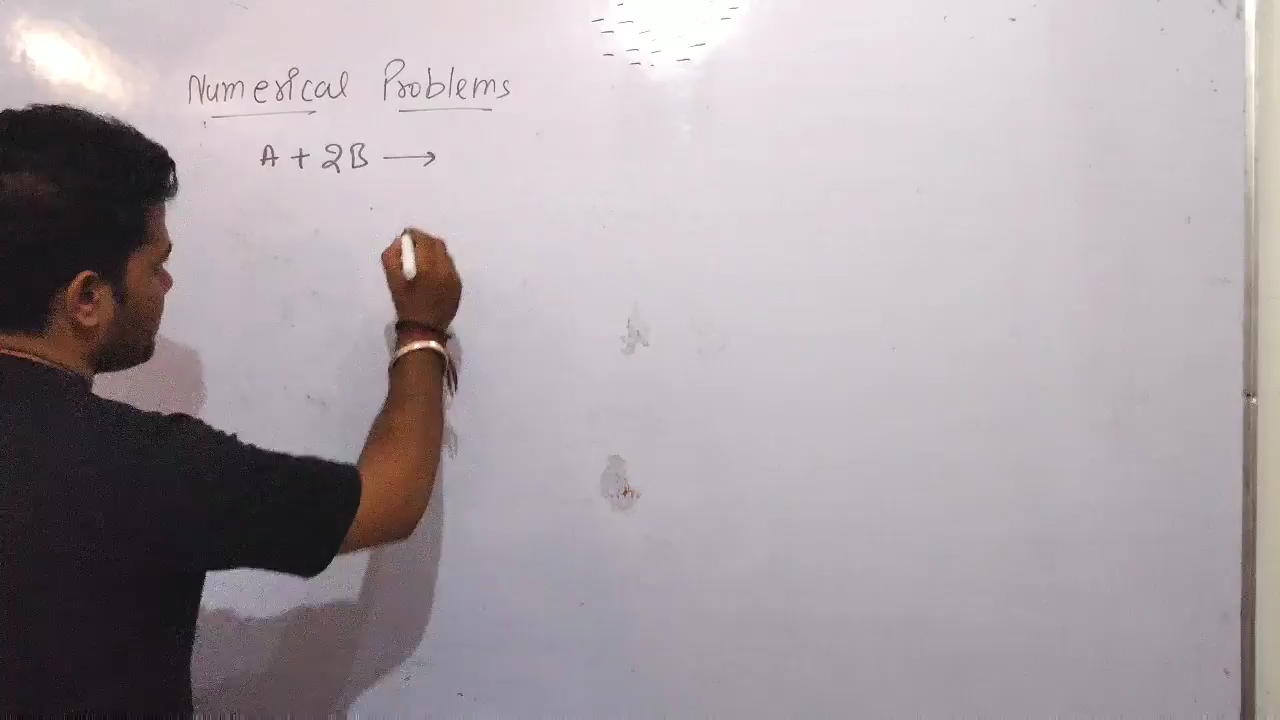 Numerical Problems
A + 2B ⟶